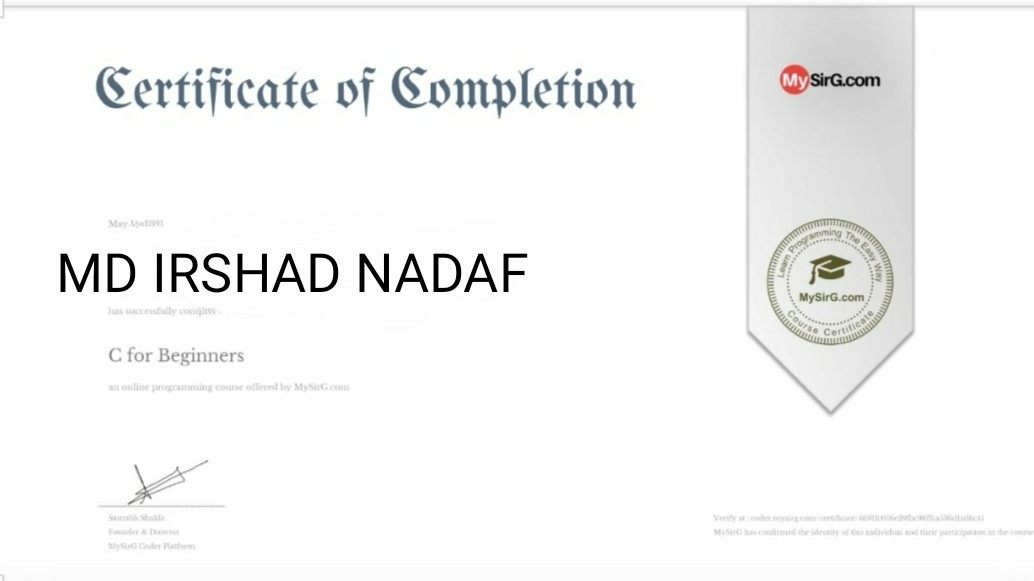 Certificate of Completion
MySirG.com
May
MD IRSHAD NADAF
has successfully
C for Beginners
an online programming course offered by MySirG.com
Learn Programming The Easy Way
MySirG.com
Course Certificate
Saurabh Shukla
Founder & Director
MySirG Coder Platform
Verify at : coder.mysirg.com/certificate/
MySirG has confirmed the identity of this individual and their participation in the course